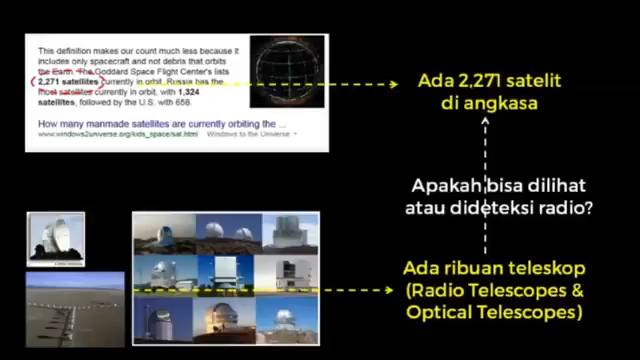 This definition makes our count much less because it
includes only spacecraft and not debris that orbits
the Earth. The Goddard Space Flight Center's lists
2,271 satellites currently in orbit. Russia has the
most satellites currently in orbit, with 1,324
satellites, followed by the U.S. with 658.
How many manmade satellites are currently orbiting the ...
www.windows2universe.org/kids_space/sat.html Windows to the Universe
Ada 2,271 satelit
di angkasa
Apakah bisa dilihat
atau dideteksi radio?
Ada ribuan teleskop
(Radio Telescopes &
Optical Telescopes)